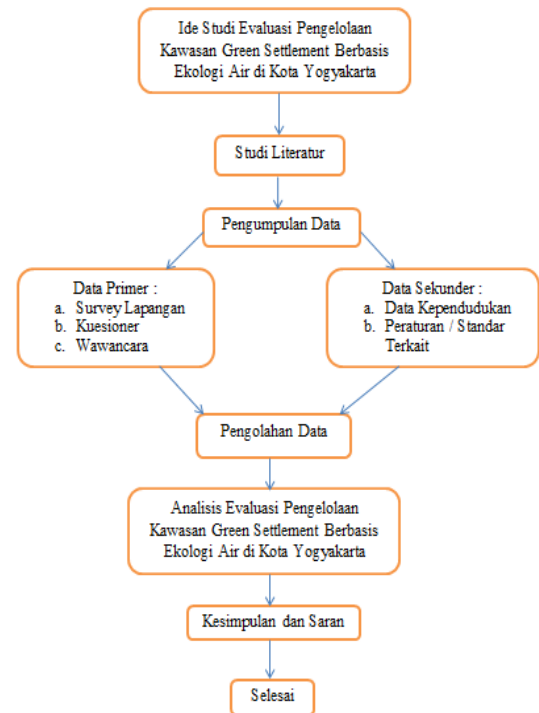 Ide Studi Evaluasi Pengelolaan
Kawasan Green Settlement Berbasis
Ekologi Air di Kota Yogyakarta
Studi Literatur
Pengumpulan Data
Data Primer :
a. Survey Lapangan
b. Kuesioner
c. Wawancara
Data Sekunder :
a. Data Kependudukan
b. Peraturan / Standar
Terkait
Pengolahan Data
Analisis Evaluasi Pengelolaan
Kawasan Green Settlement Berbasis
Ekologi Air di Kota Yogyakarta
Kesimpulan dan Saran
Selesai